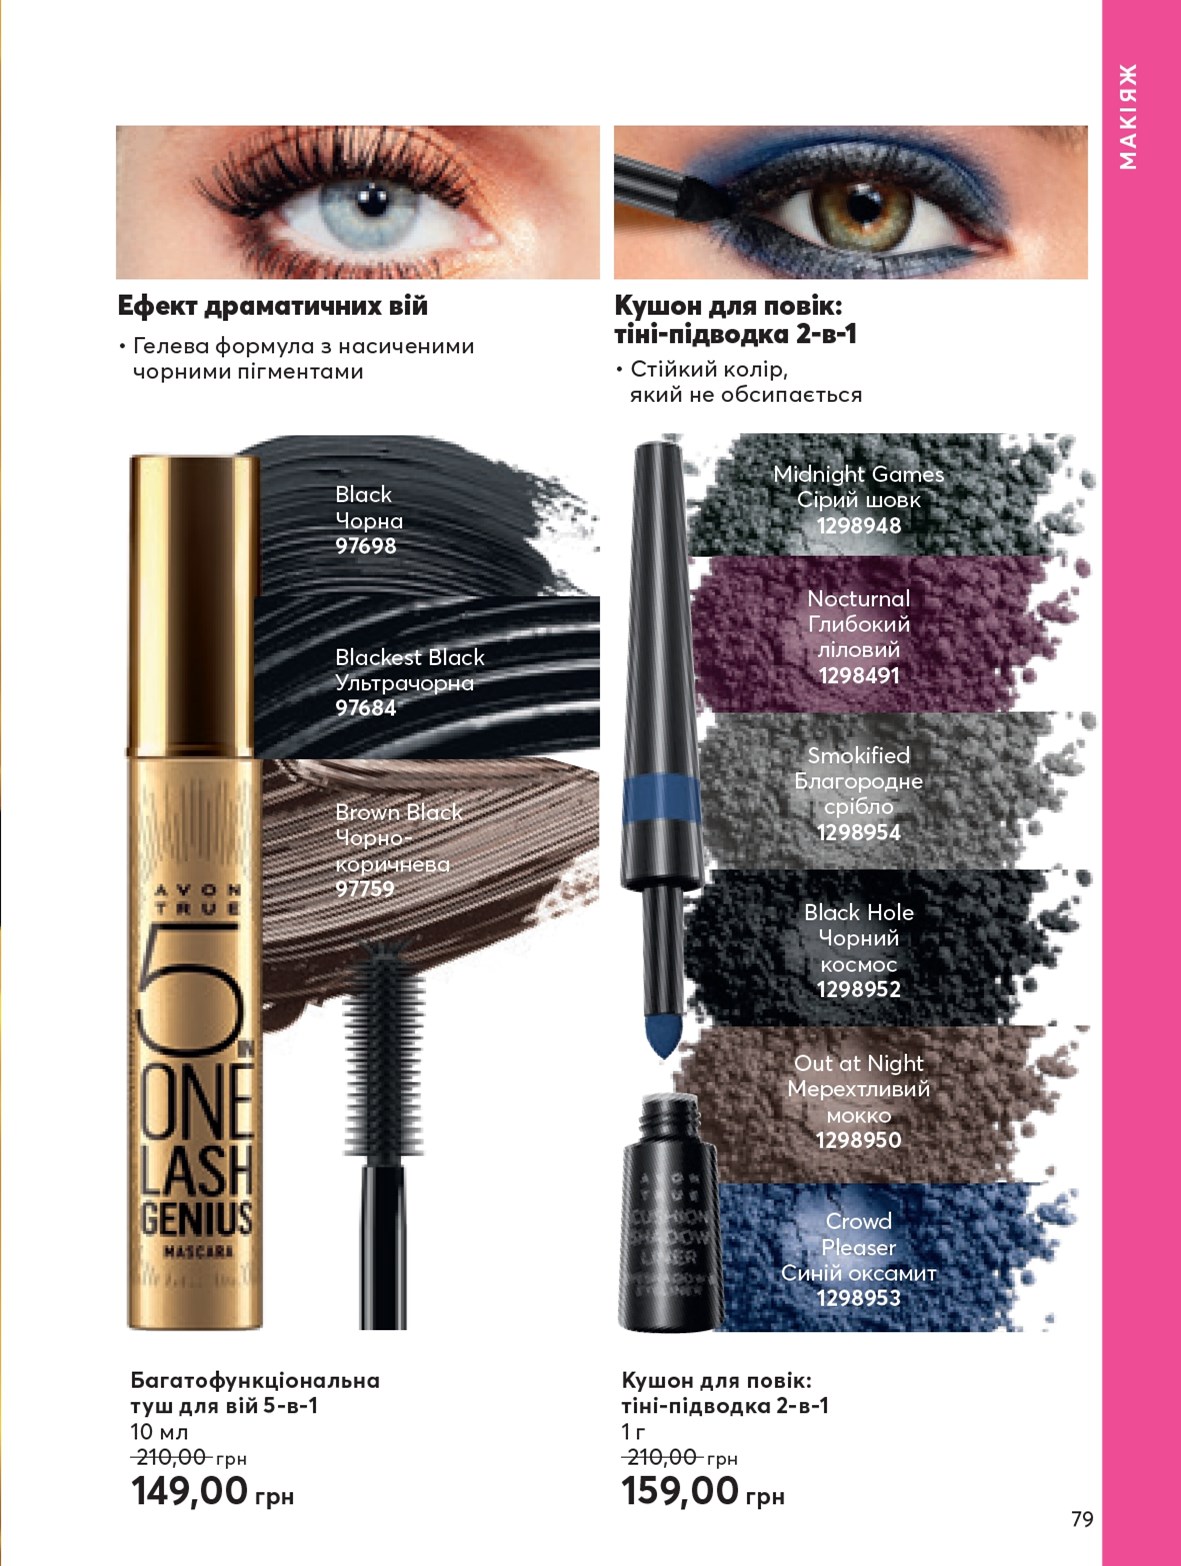 МАКІЯЖ
Ефект драматичних вій
• Гелева формула з насиченими
чорними пігментами
Кушон для повік:
тіні-підводка 2-в-1
• Стійкий колір,
який не обсипається
Black
Чорна
97698
Blackest Black
Ультрачорна
97684
Brown Black
Чорно-
коричнева
97759
AVON
TRUE
5
IN
ONE
LASH
GENIUS
MASCARA
Midnight Games
Сірий шовк
1298948
Nocturnal
Глибокий
ліловий
1298491
Smokified
Благородне
срібло
1298954
Black Hole
Чорний
космос
1298952
Out at Night
Мерехтливий
мокко
1298950
Crowd
Pleaser
Синій оксамит
1298953
AVON
TRUE
CUSHION
SHADOW
LINER
Багатофункціональна
туш для вій 5-в-1
10 мл
210,00 грн
149,00 грн
Кушон для повік:
тіні-підводка 2-в-1
1 г
210,00 грн
159,00 грн
79